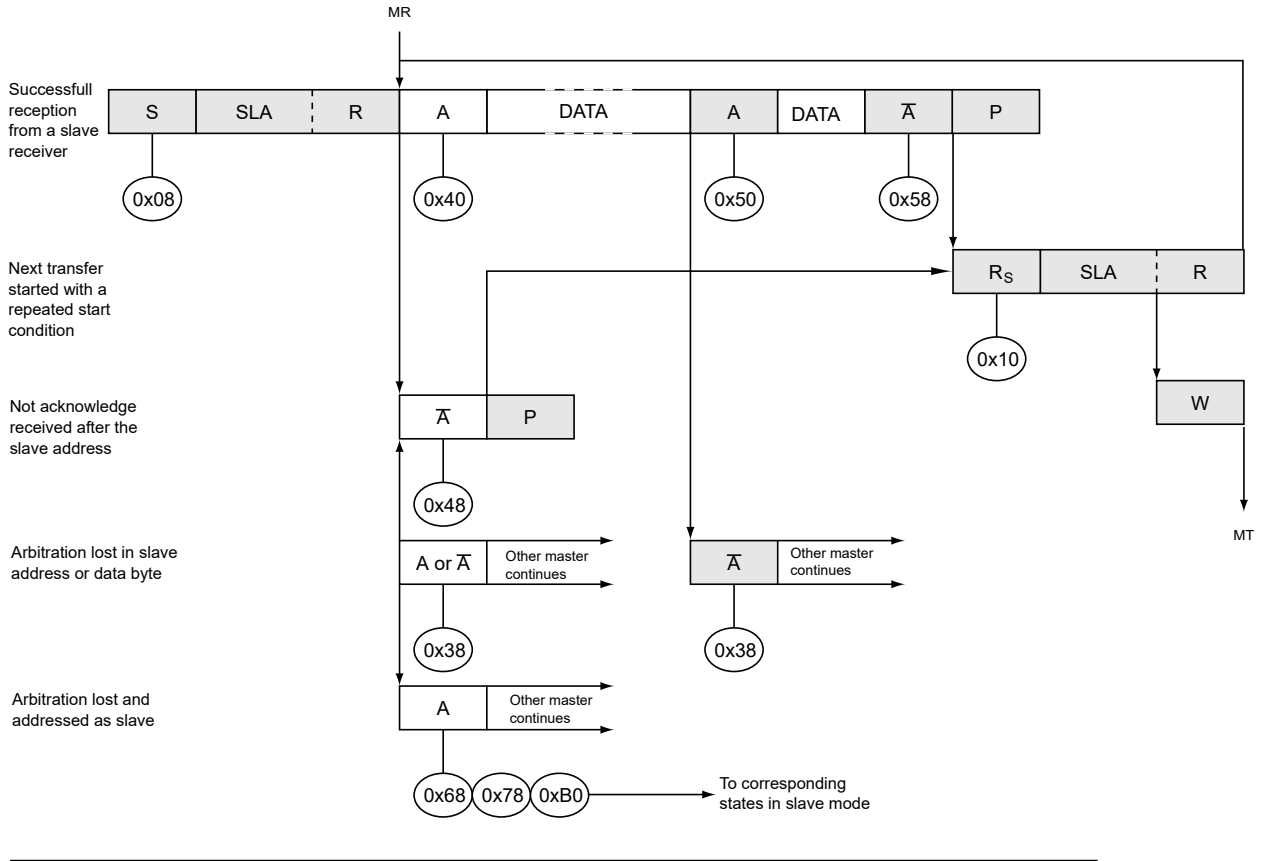 MR
Successfull
reception
from a slave
receiver
S SLA R A DATA A DATA A̅ P
0x08 0x40 0x50 0x58
Next transfer
started with a
repeated start
condition
RS SLA R
0x10
Not acknowledge
received after the
slave address
A̅ P
W
0x48
MT
Arbitration lost in slave
address or data byte
A or A̅
Other master
continues
A̅
Other master
continues
0x38 0x38
Arbitration lost and
addressed as slave
A
Other master
continues
0x68 0x78 0xB0
To corresponding
states in slave mode